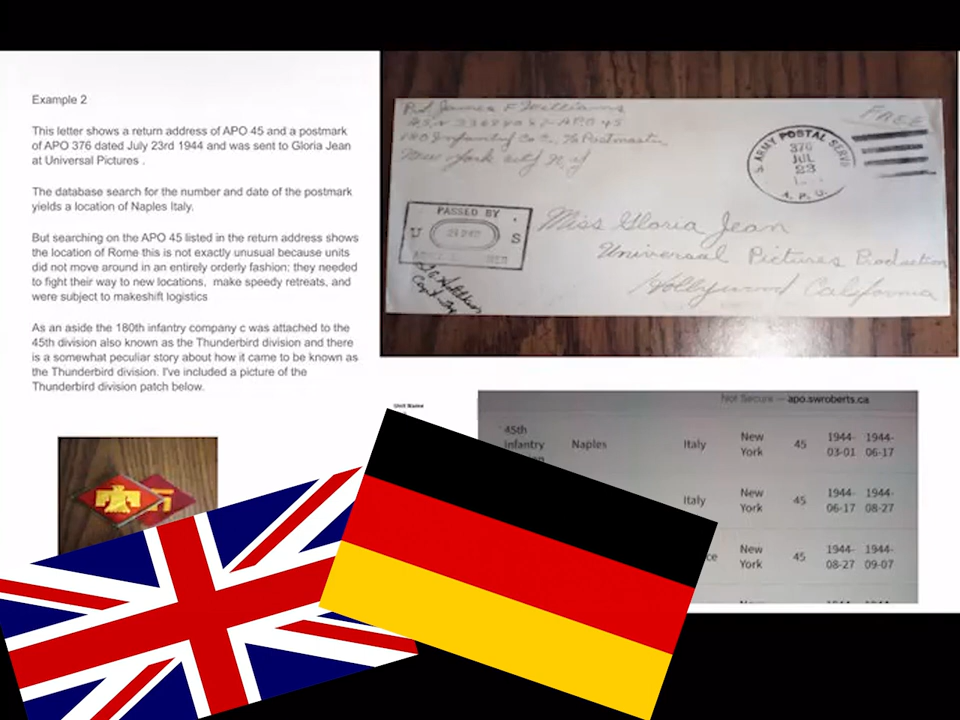 Example 2
This letter shows a return address of APO 45 and a postmark
of APO 376 dated July 23rd 1944 and was sent to Gloria Jean
at Universal Pictures .
The database search for the number and date of the postmark
yields a location of Naples Italy.
But searching on the APO 45 listed in the return address shows
the location of Rome this is not exactly unusual because units
did not move around in an entirely orderly fashion; they needed
to fight their way to new locations, make speedy retreats, and
were subject to makeshift logistics
As an aside the 180th infantry company c was attached to the
45th division also known as the Thunderbird division and there
is a somewhat peculiar story about how it came to be known as
the Thunderbird division. I've included a picture of the
Thunderbird division patch below.
Pvt James F Williams
APO 45
180 Infantry Co C, % Postmaster
New York city N.Y
FREE
U.S. ARMY POSTAL SERV
376
JUL
23
A. P. O.
PASSED BY
U S
Miss Gloria Jean
Universal Pictures Production
Hollywood California
Unit Name
Not Secure — apo.swroberts.ca
45th
Infantry Naples Italy New York 45 1944-03-01 1944-06-17
Italy New York 45 1944-06-17 1944-08-27
New York 45 1944-08-27 1944-09-07